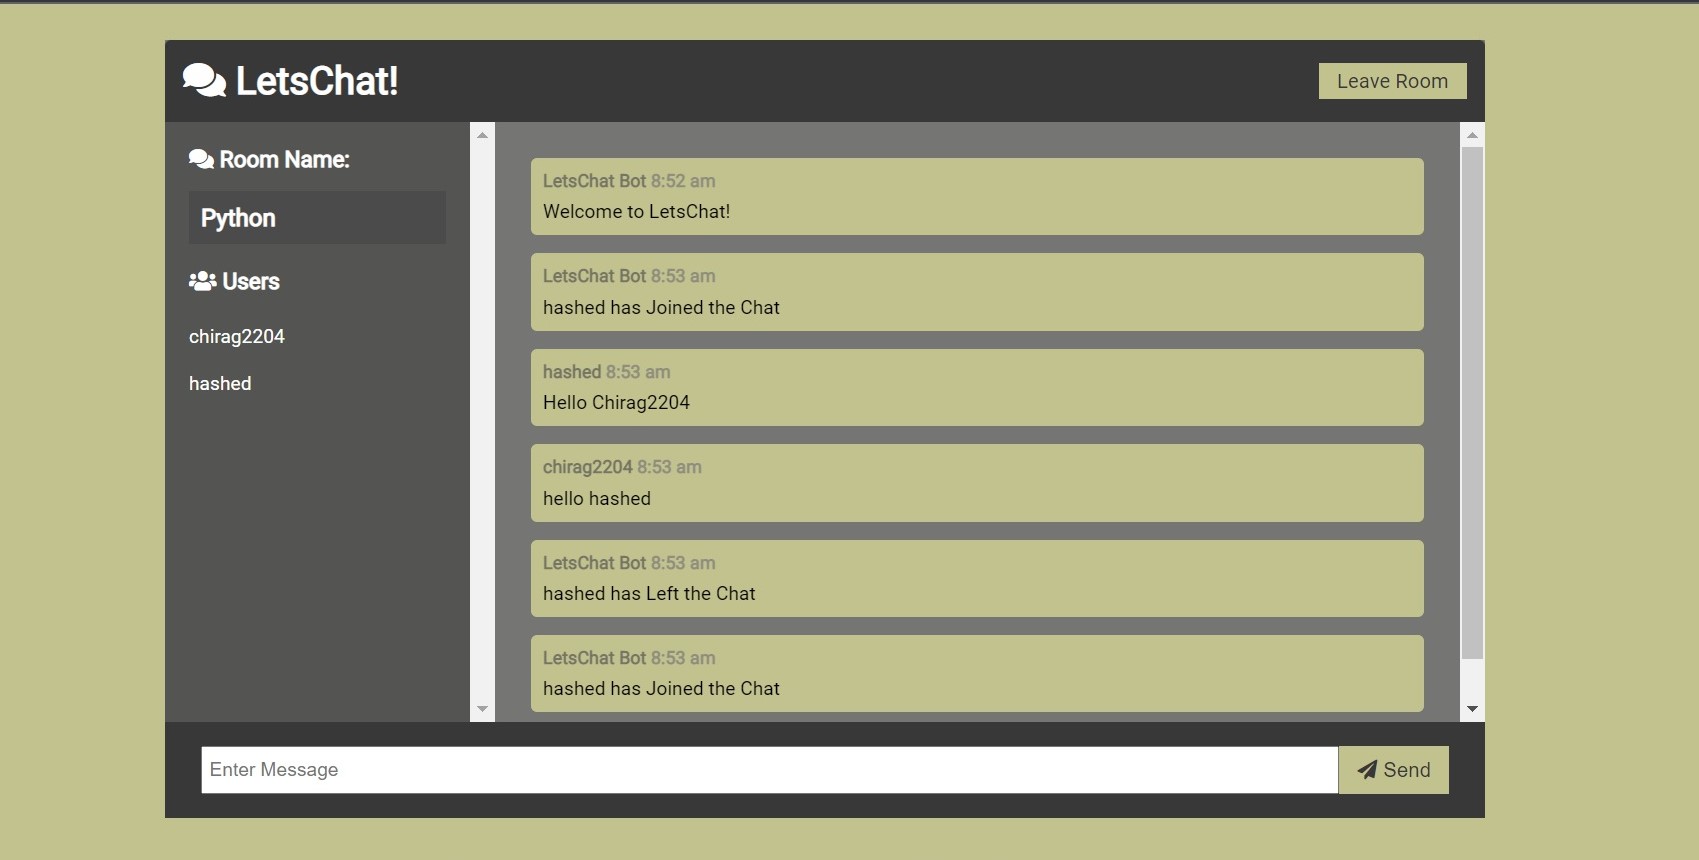 LetsChat!
Leave Room
Room Name:
Python
Users
chirag2204
hashed
LetsChat Bot 8:52 am
Welcome to LetsChat!
LetsChat Bot 8:53 am
hashed has Joined the Chat
hashed 8:53 am
Hello Chirag2204
chirag2204 8:53 am
hello hashed
LetsChat Bot 8:53 am
hashed has Left the Chat
LetsChat Bot 8:53 am
hashed has Joined the Chat
Enter Message
Send